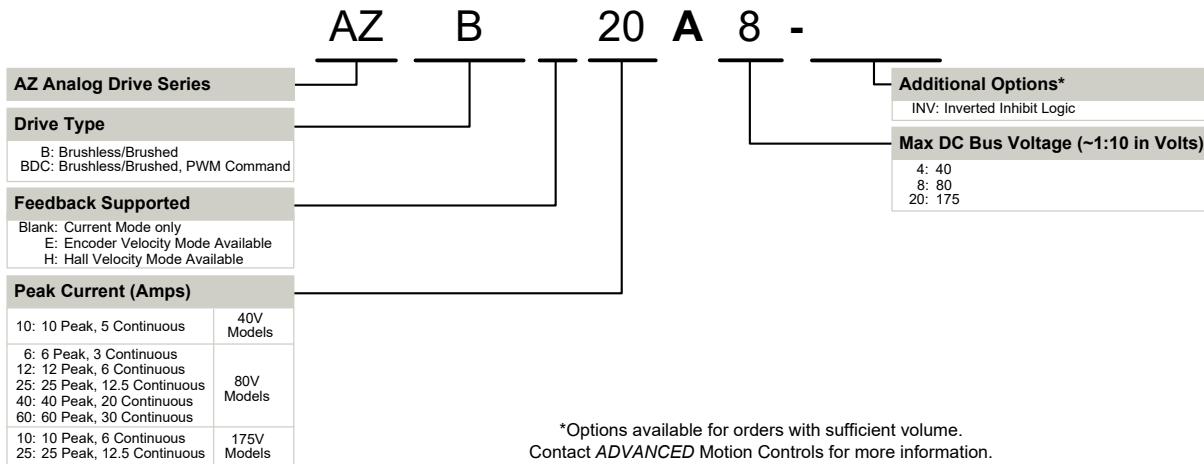 AZ B 20 A 8 -
AZ Analog Drive Series
Drive Type
B: Brushless/Brushed
BDC: Brushless/Brushed, PWM Command
Feedback Supported
Blank: Current Mode only
E: Encoder Velocity Mode Available
H: Hall Velocity Mode Available
Peak Current (Amps)
10: 10 Peak, 5 Continuous
40V
Models
6: 6 Peak, 3 Continuous
12: 12 Peak, 6 Continuous
25: 25 Peak, 12.5 Continuous
40: 40 Peak, 20 Continuous
60: 60 Peak, 30 Continuous
80V
Models
10: 10 Peak, 6 Continuous
25: 25 Peak, 12.5 Continuous
175V
Models
Additional Options*
INV: Inverted Inhibit Logic
Max DC Bus Voltage (~1:10 in Volts)
4: 40
8: 80
20: 175
*Options available for orders with sufficient volume.
Contact ADVANCED Motion Controls for more information.